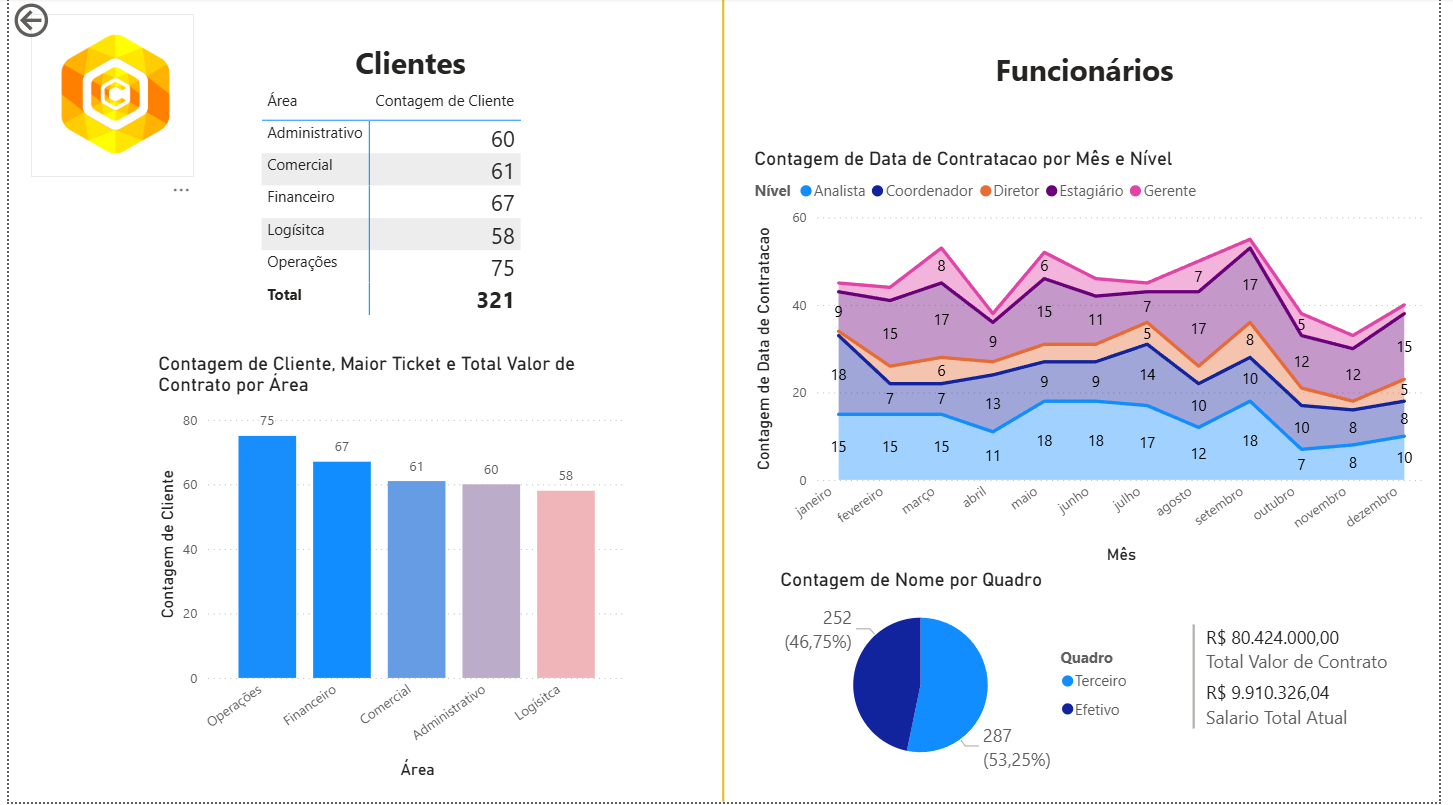 Clientes
Área Contagem de Cliente
Administrativo 60
Comercial 61
Financeiro 67
Logísitca 58
Operações 75
Total 321
Contagem de Cliente, Maior Ticket e Total Valor de
Contrato por Área
Contagem de Cliente
80
60
40
20
0
75
67
61
60
58
Operações
Financeiro
Comercial
Administrativo
Logísitca
Área
Funcionários
Contagem de Data de Contratacao por Mês e Nível
Nível Analista Coordenador Diretor Estagiário Gerente
Contagem de Data de Contratacao
60
40
20
0
8 6 7 5
9 15 17 9 15 11 7 17 17 12 12 15
6 5 8 5
18 7 7 13 9 9 14 10 10 10 8 8
15 15 15 11 18 18 17 12 18 7 8 10
janeiro
fevereiro
março
abril
maio
junho
julho
agosto
setembro
outubro
novembro
dezembro
Mês
Contagem de Nome por Quadro
252
(46,75%)
287
(53,25%)
Quadro
Terceiro
Efetivo
R$ 80.424.000,00
Total Valor de Contrato
R$ 9.910.326,04
Salario Total Atual